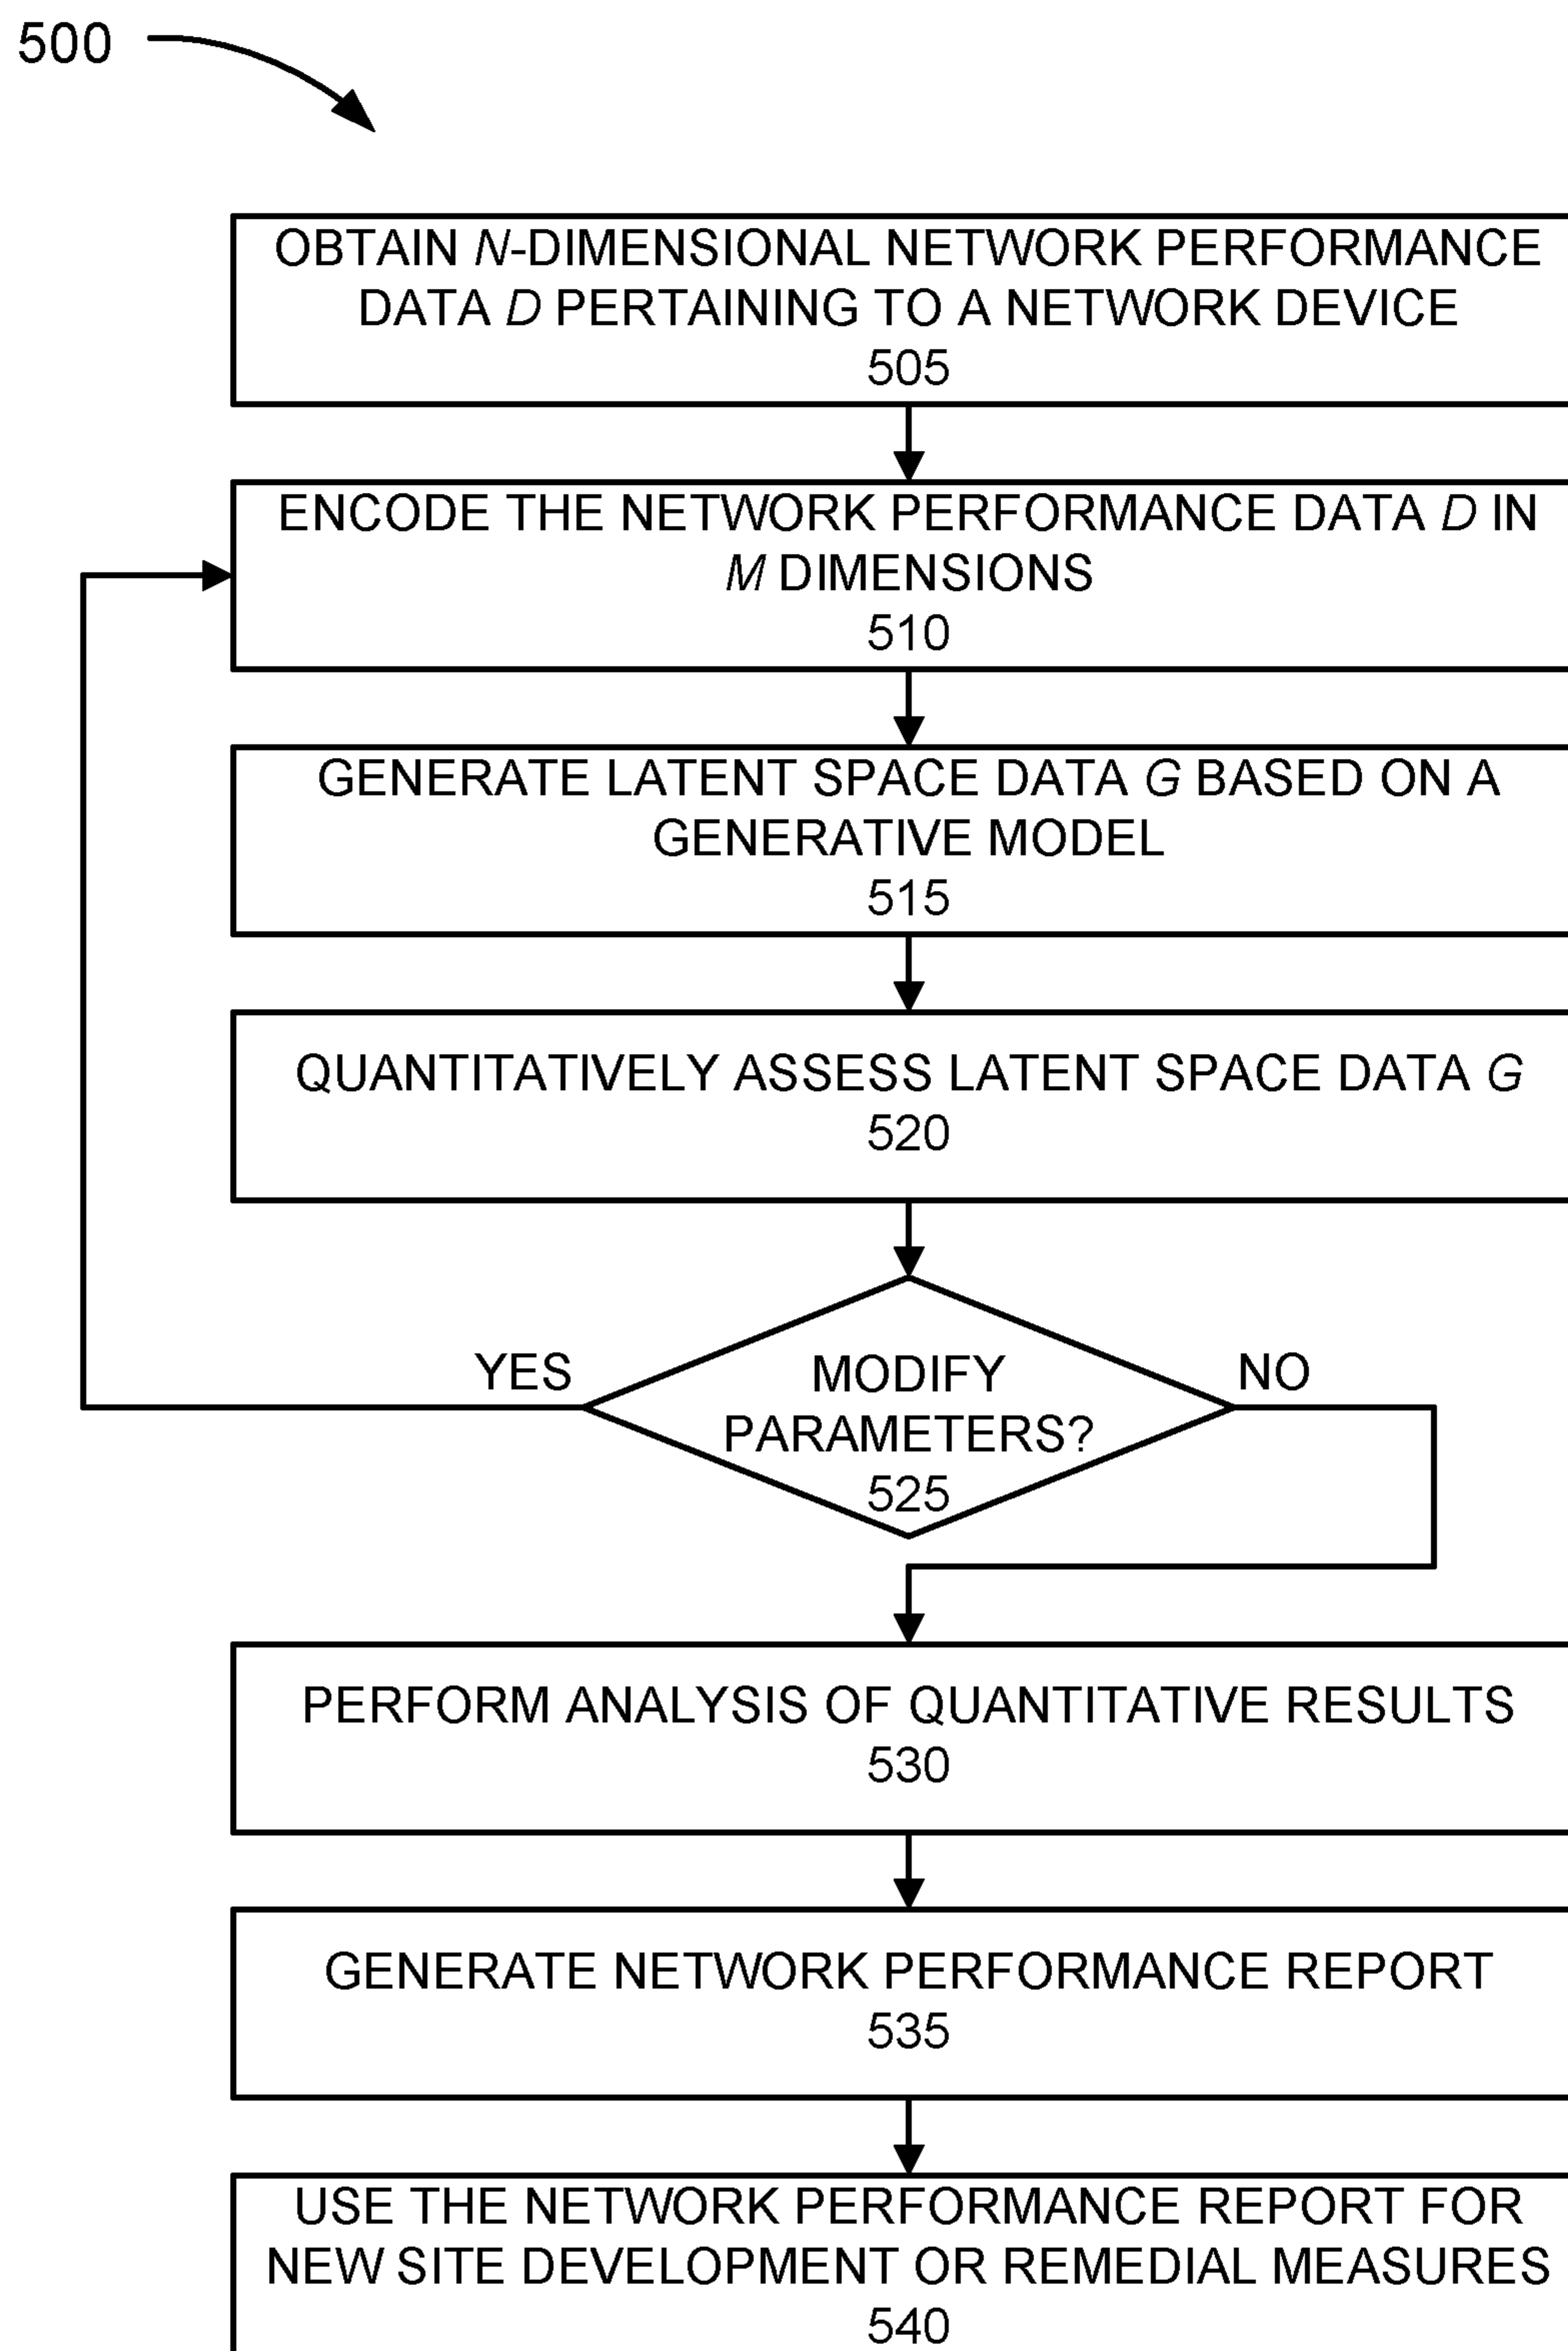 500
OBTAIN N-DIMENSIONAL NETWORK PERFORMANCE
DATA D PERTAINING TO A NETWORK DEVICE
505
ENCODE THE NETWORK PERFORMANCE DATA D IN
M DIMENSIONS
510
GENERATE LATENT SPACE DATA G BASED ON A
GENERATIVE MODEL
515
QUANTITATIVELY ASSESS LATENT SPACE DATA G
520
YES
NO
MODIFY
PARAMETERS?
525
PERFORM ANALYSIS OF QUANTITATIVE RESULTS
530
GENERATE NETWORK PERFORMANCE REPORT
535
USE THE NETWORK PERFORMANCE REPORT FOR
NEW SITE DEVELOPMENT OR REMEDIAL MEASURES
540